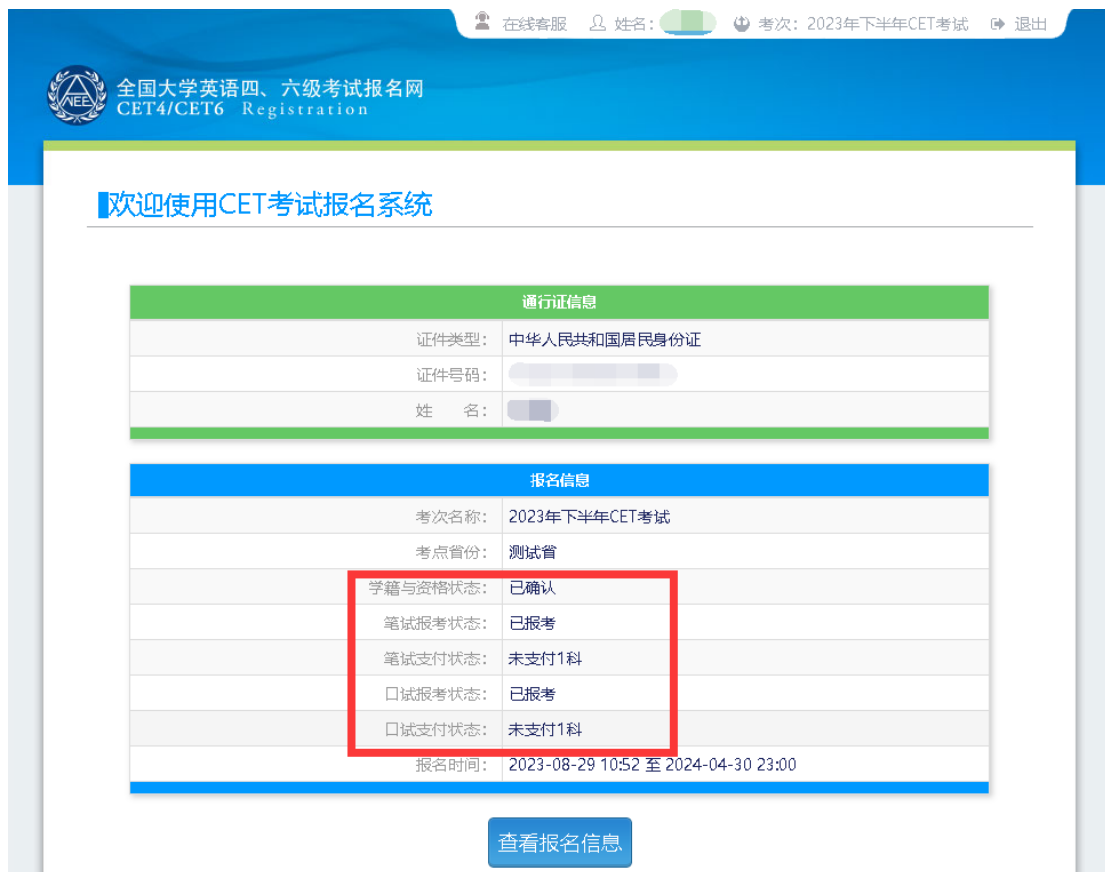 在线客服 姓名： 考次：2023年下半年CET考试 退出
NEEA
全国大学英语四、六级考试报名网
CET4/CET6 Registration
欢迎使用CET考试报名系统
通行证信息
证件类型： 中华人民共和国居民身份证
证件号码：
姓 名：
报名信息
考次名称： 2023年下半年CET考试
考点省份： 测试省
学籍与资格状态： 已确认
笔试报考状态： 已报考
笔试支付状态： 未支付1科
口试报考状态： 已报考
口试支付状态： 未支付1科
报名时间： 2023-08-29 10:52 至 2024-04-30 23:00
查看报名信息